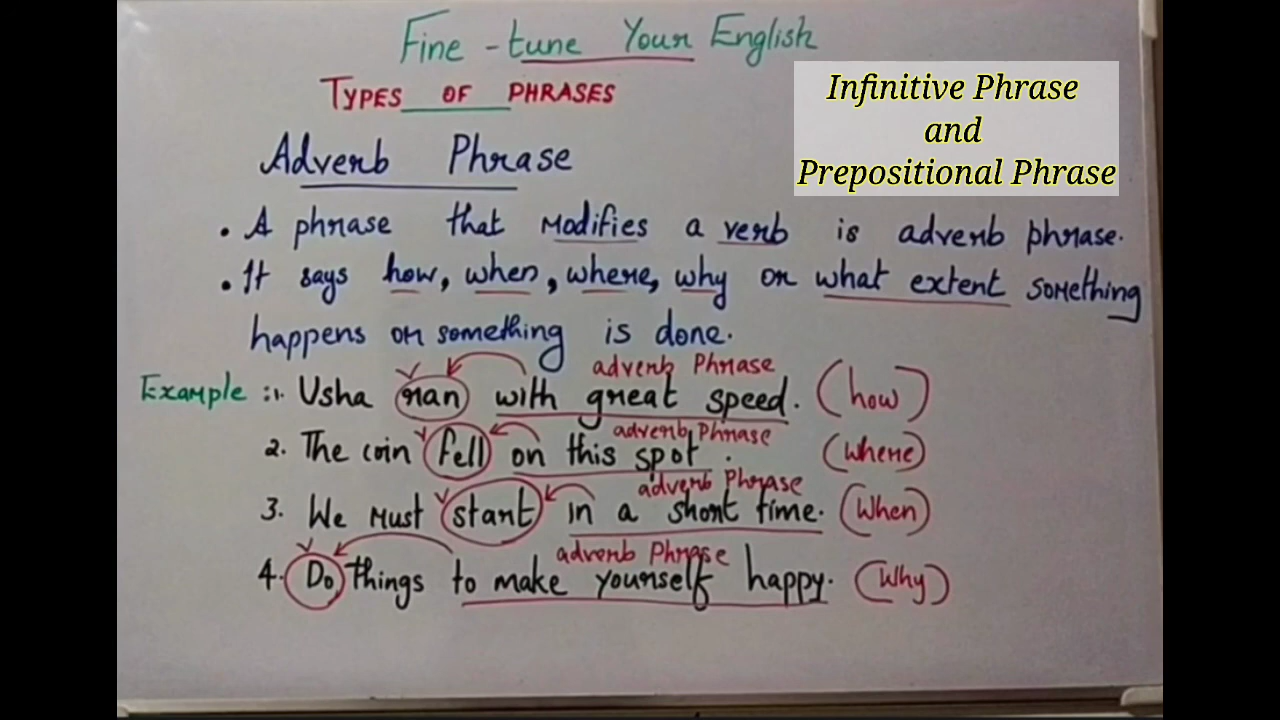 Fine-tune Your English
TYPES OF PHRASES
Infinitive Phrase
and
Prepositional Phrase
Adverb Phrase
• A phrase that modifies a verb is adverb phrase.
• It says how, when, where, why or what extent something
happens or something is done.
adverb Phrase
Example :1. Usha ran with great speed. (how)
adverb Phrase
2. The coin fell on this spot. (where)
adverb Phrase
3. We must start in a short time. (When)
adverb Phrase
4. Do things to make yourself happy. (Why)